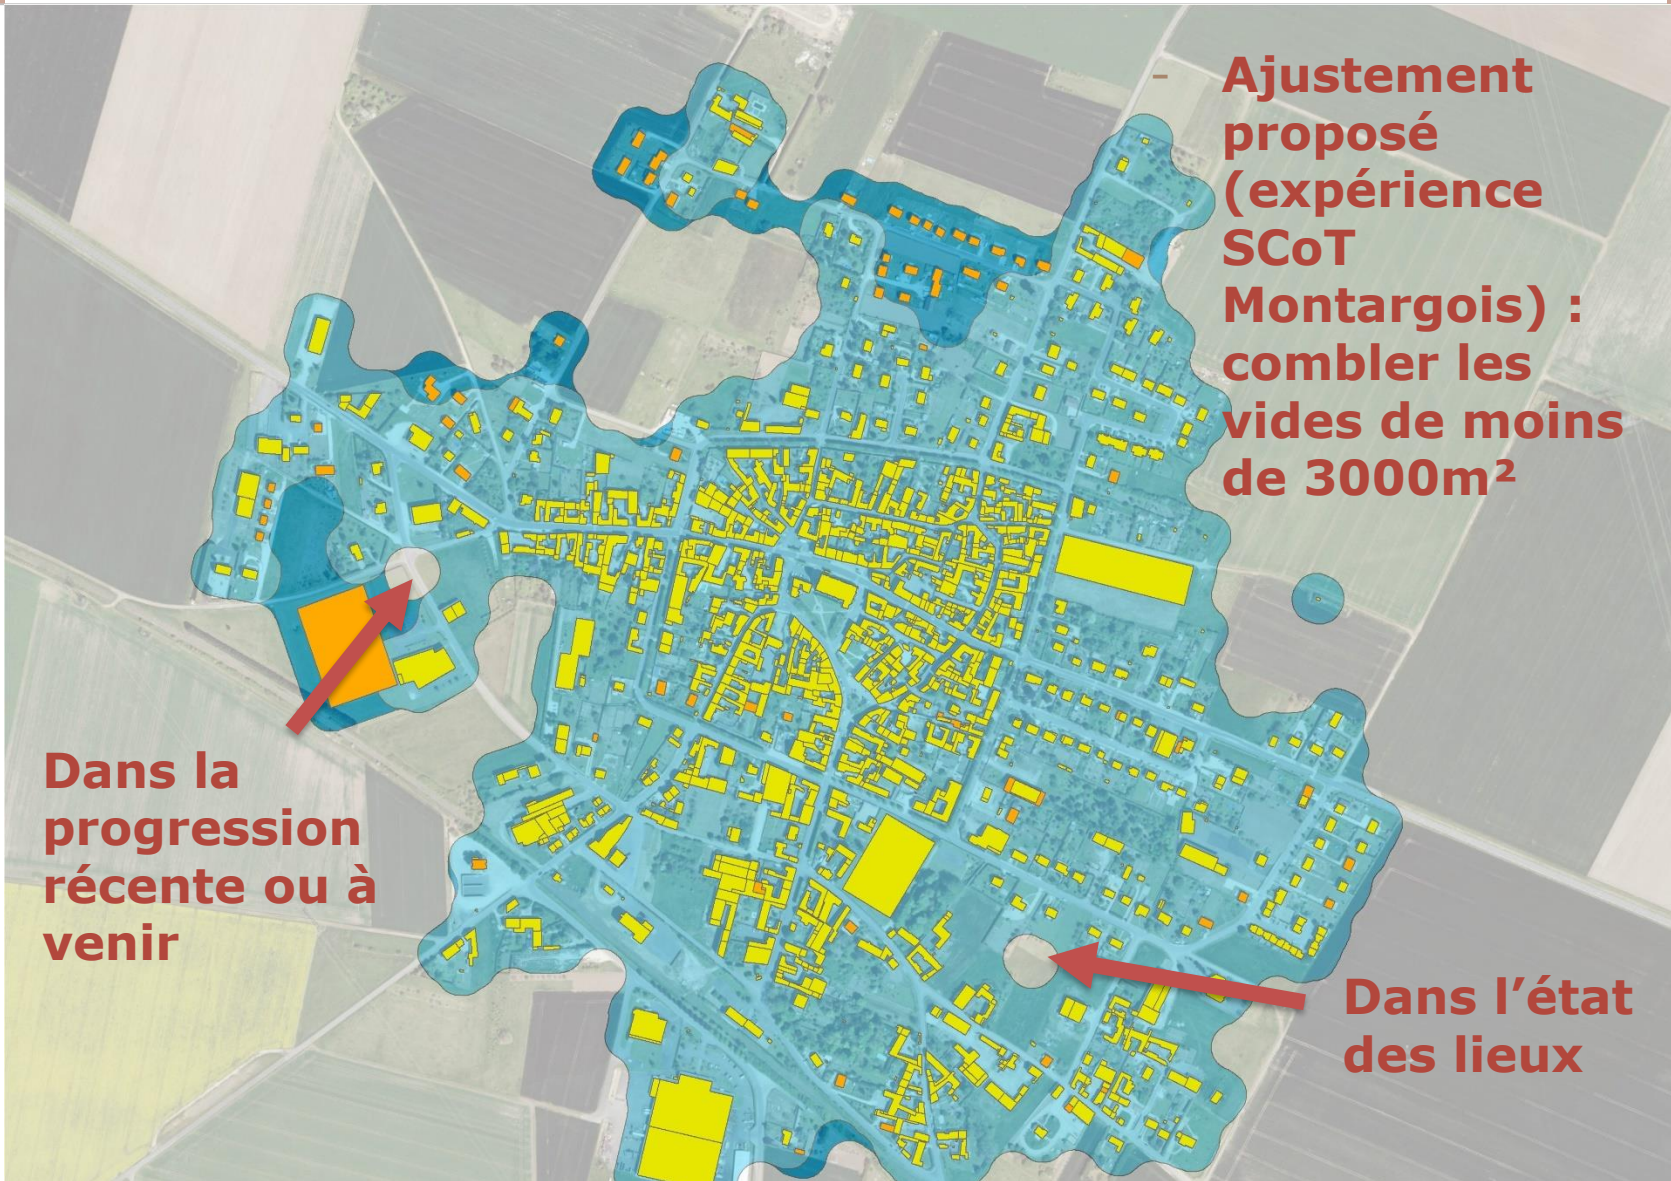 - Ajustement
proposé
(expérience
SCoT
Montargois) :
combler les
vides de moins
de 3000m²
Dans la
progression
récente ou à
venir
Dans l’état
des lieux